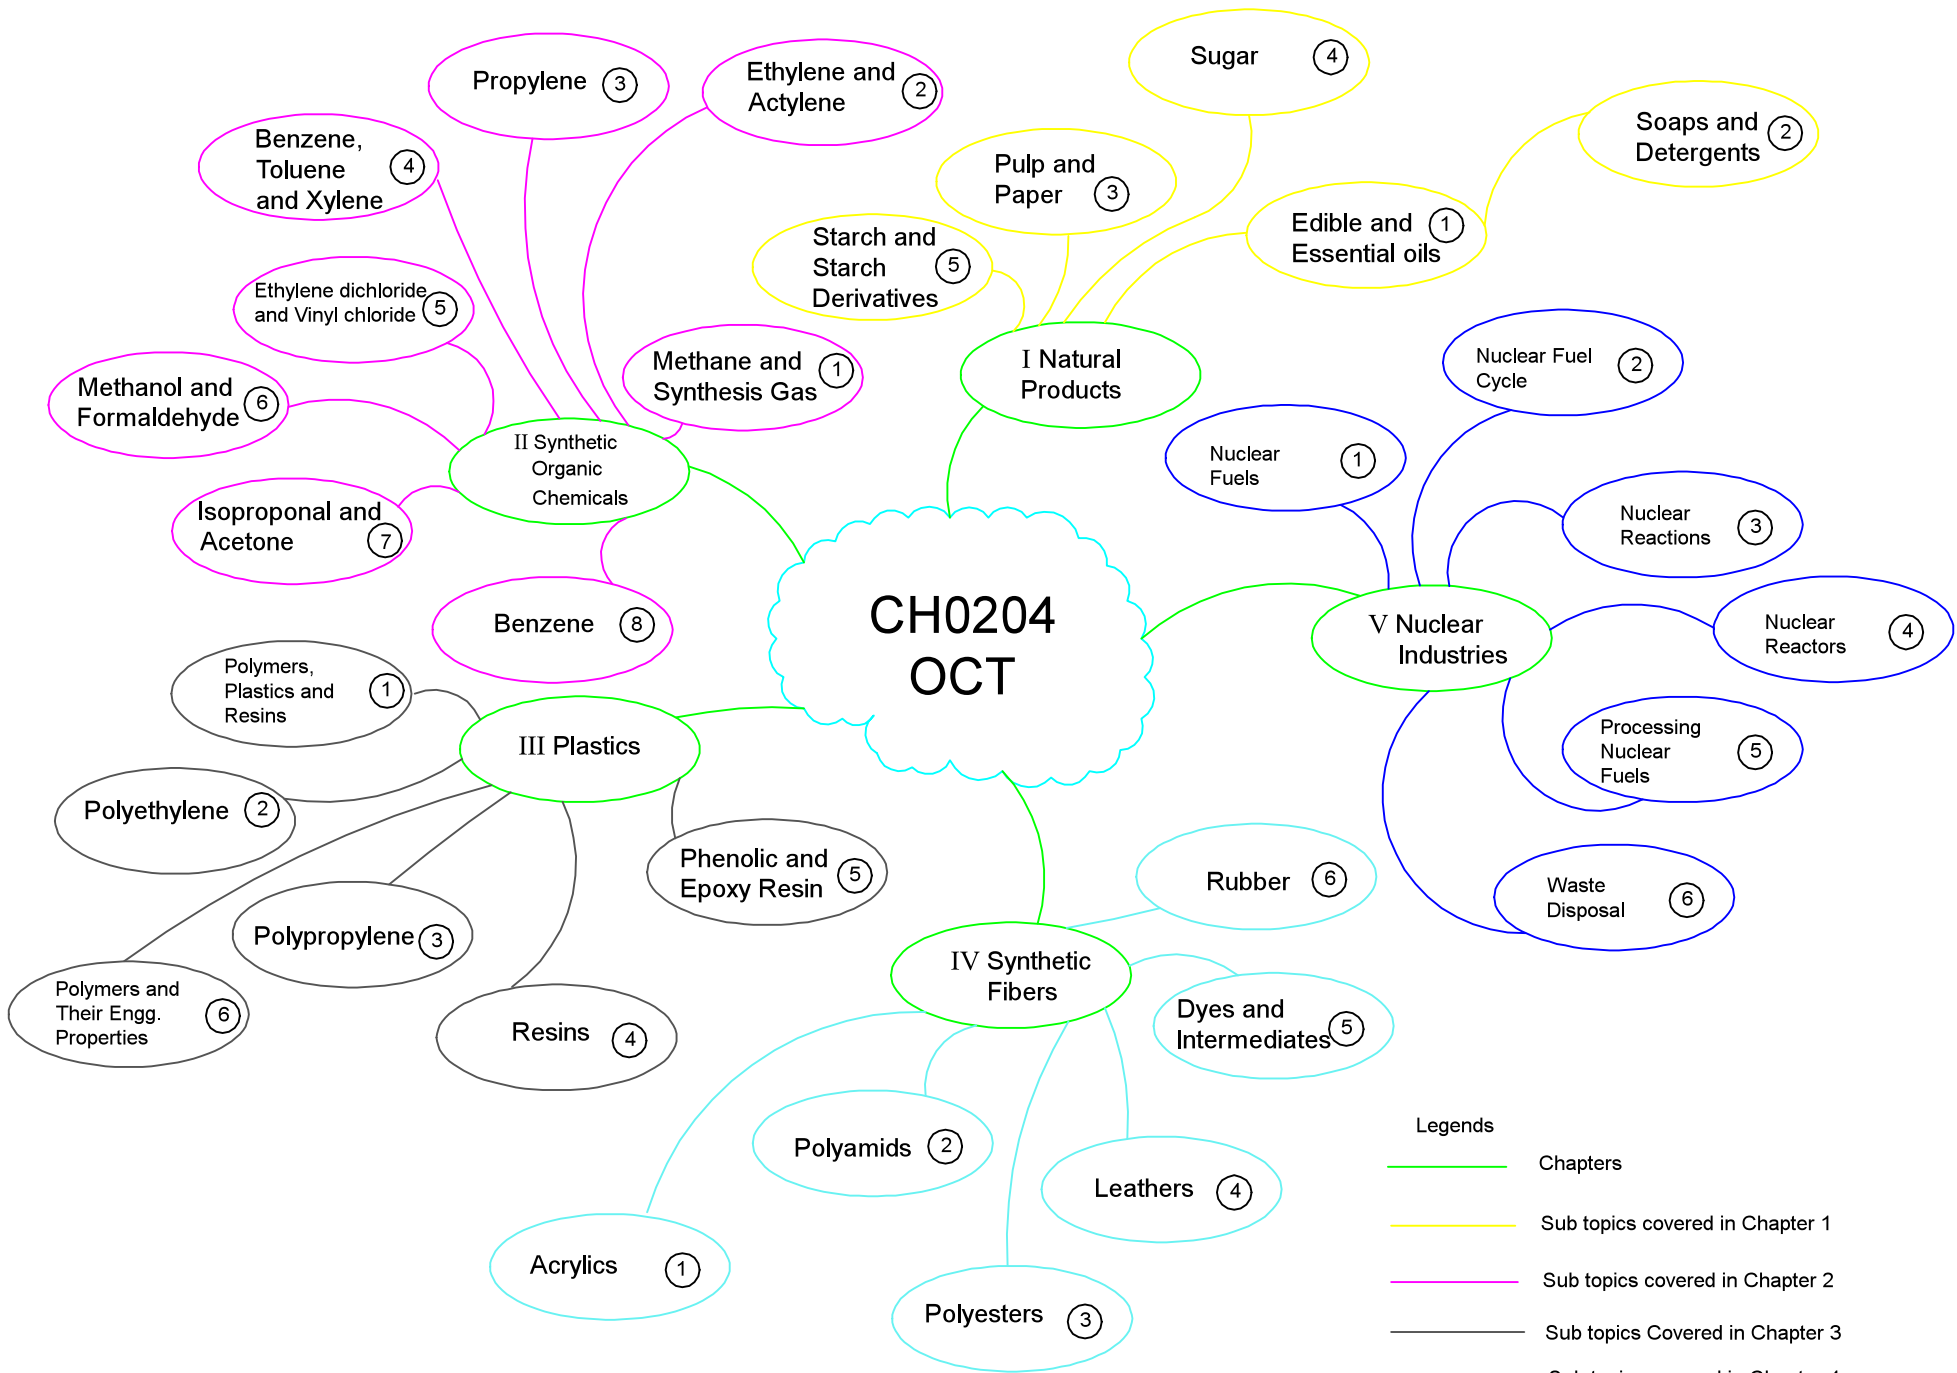 Propylene 3
Ethylene and
Actylene 2
Sugar 4
Benzene,
Toluene
and Xylene 4
Pulp and
Paper 3
Soaps and
Detergents 2
Starch and
Starch
Derivatives 5
Edible and
Essential oils 1
Ethylene dichloride
and Vinyl chloride 5
Methane and
Synthesis Gas 1
I Natural
Products
Nuclear Fuel
Cycle 2
Methanol and
Formaldehyde 6
II Synthetic
Organic
Chemicals
Nuclear
Fuels 1
Isoproponal and
Acetone 7
Nuclear
Reactions 3
Benzene 8
CH0204
OCT
V Nuclear
Industries
Nuclear
Reactors 4
Polymers,
Plastics and
Resins 1
III Plastics
Processing
Nuclear
Fuels 5
Polyethylene 2
Phenolic and
Epoxy Resin 5
Rubber 6
Waste
Disposal 6
Polypropylene 3
IV Synthetic
Fibers
Polymers and
Their Engg.
Properties 6
Resins 4
Dyes and
Intermediates 5
Polyamids 2
Leathers 4
Acrylics 1
Polyesters 3
Legends
Chapters
Sub topics covered in Chapter 1
Sub topics covered in Chapter 2
Sub topics Covered in Chapter 3